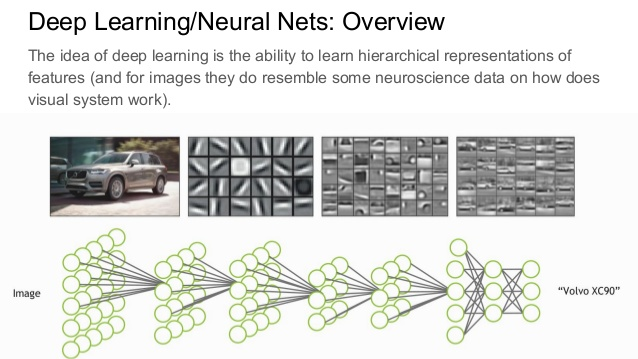 Deep Learning/Neural Nets: Overview
The idea of deep learning is the ability to learn hierarchical representations of
features (and for images they do resemble some neuroscience data on how does
visual system work).
Image
“Volvo XC90”